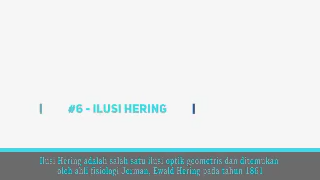 #6 - ILUSI HERING
Ilusi Hering adalah salah satu ilusi optik geometris dan ditemukan
oleh ahli fisiologi Jerman, Ewald Hering pada tahun 1861